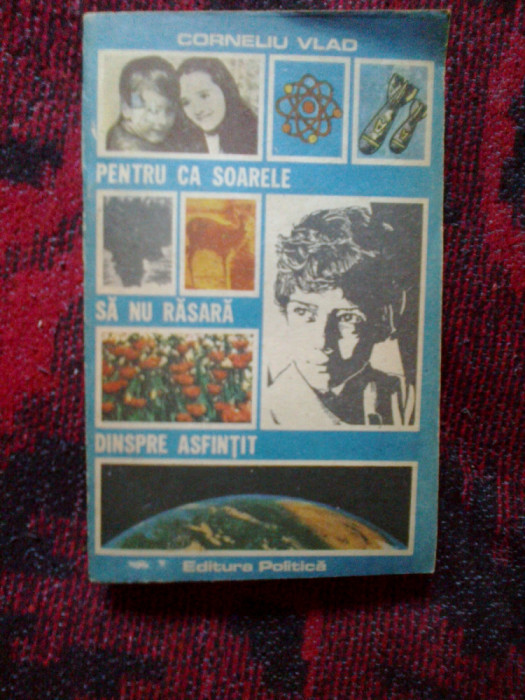 CORNELIU VLAD
PENTRU CA SOARELE
SĂ NU RĂSARĂ
DINSPRE ASFINȚIT
Editura Politică